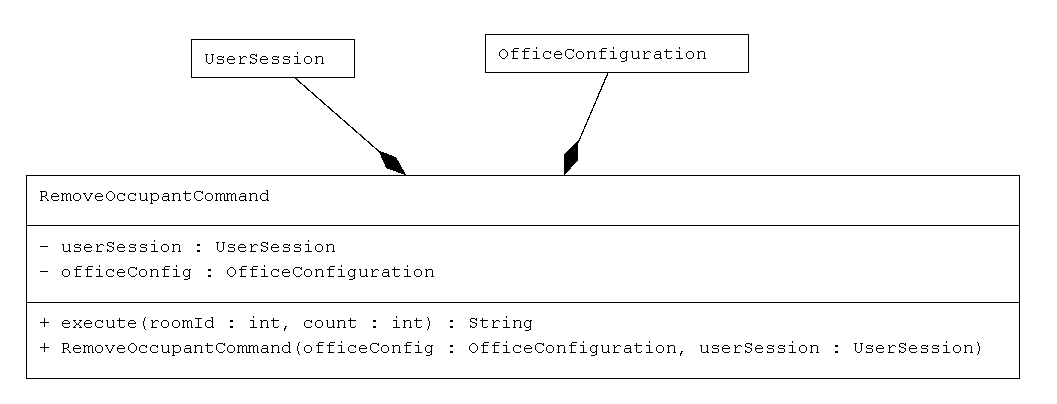 UserSession
OfficeConfiguration
RemoveOccupantCommand
- userSession : UserSession
- officeConfig : OfficeConfiguration
+ execute(roomId : int, count : int) : String
+ RemoveOccupantCommand(officeConfig : OfficeConfiguration, userSession : UserSession)